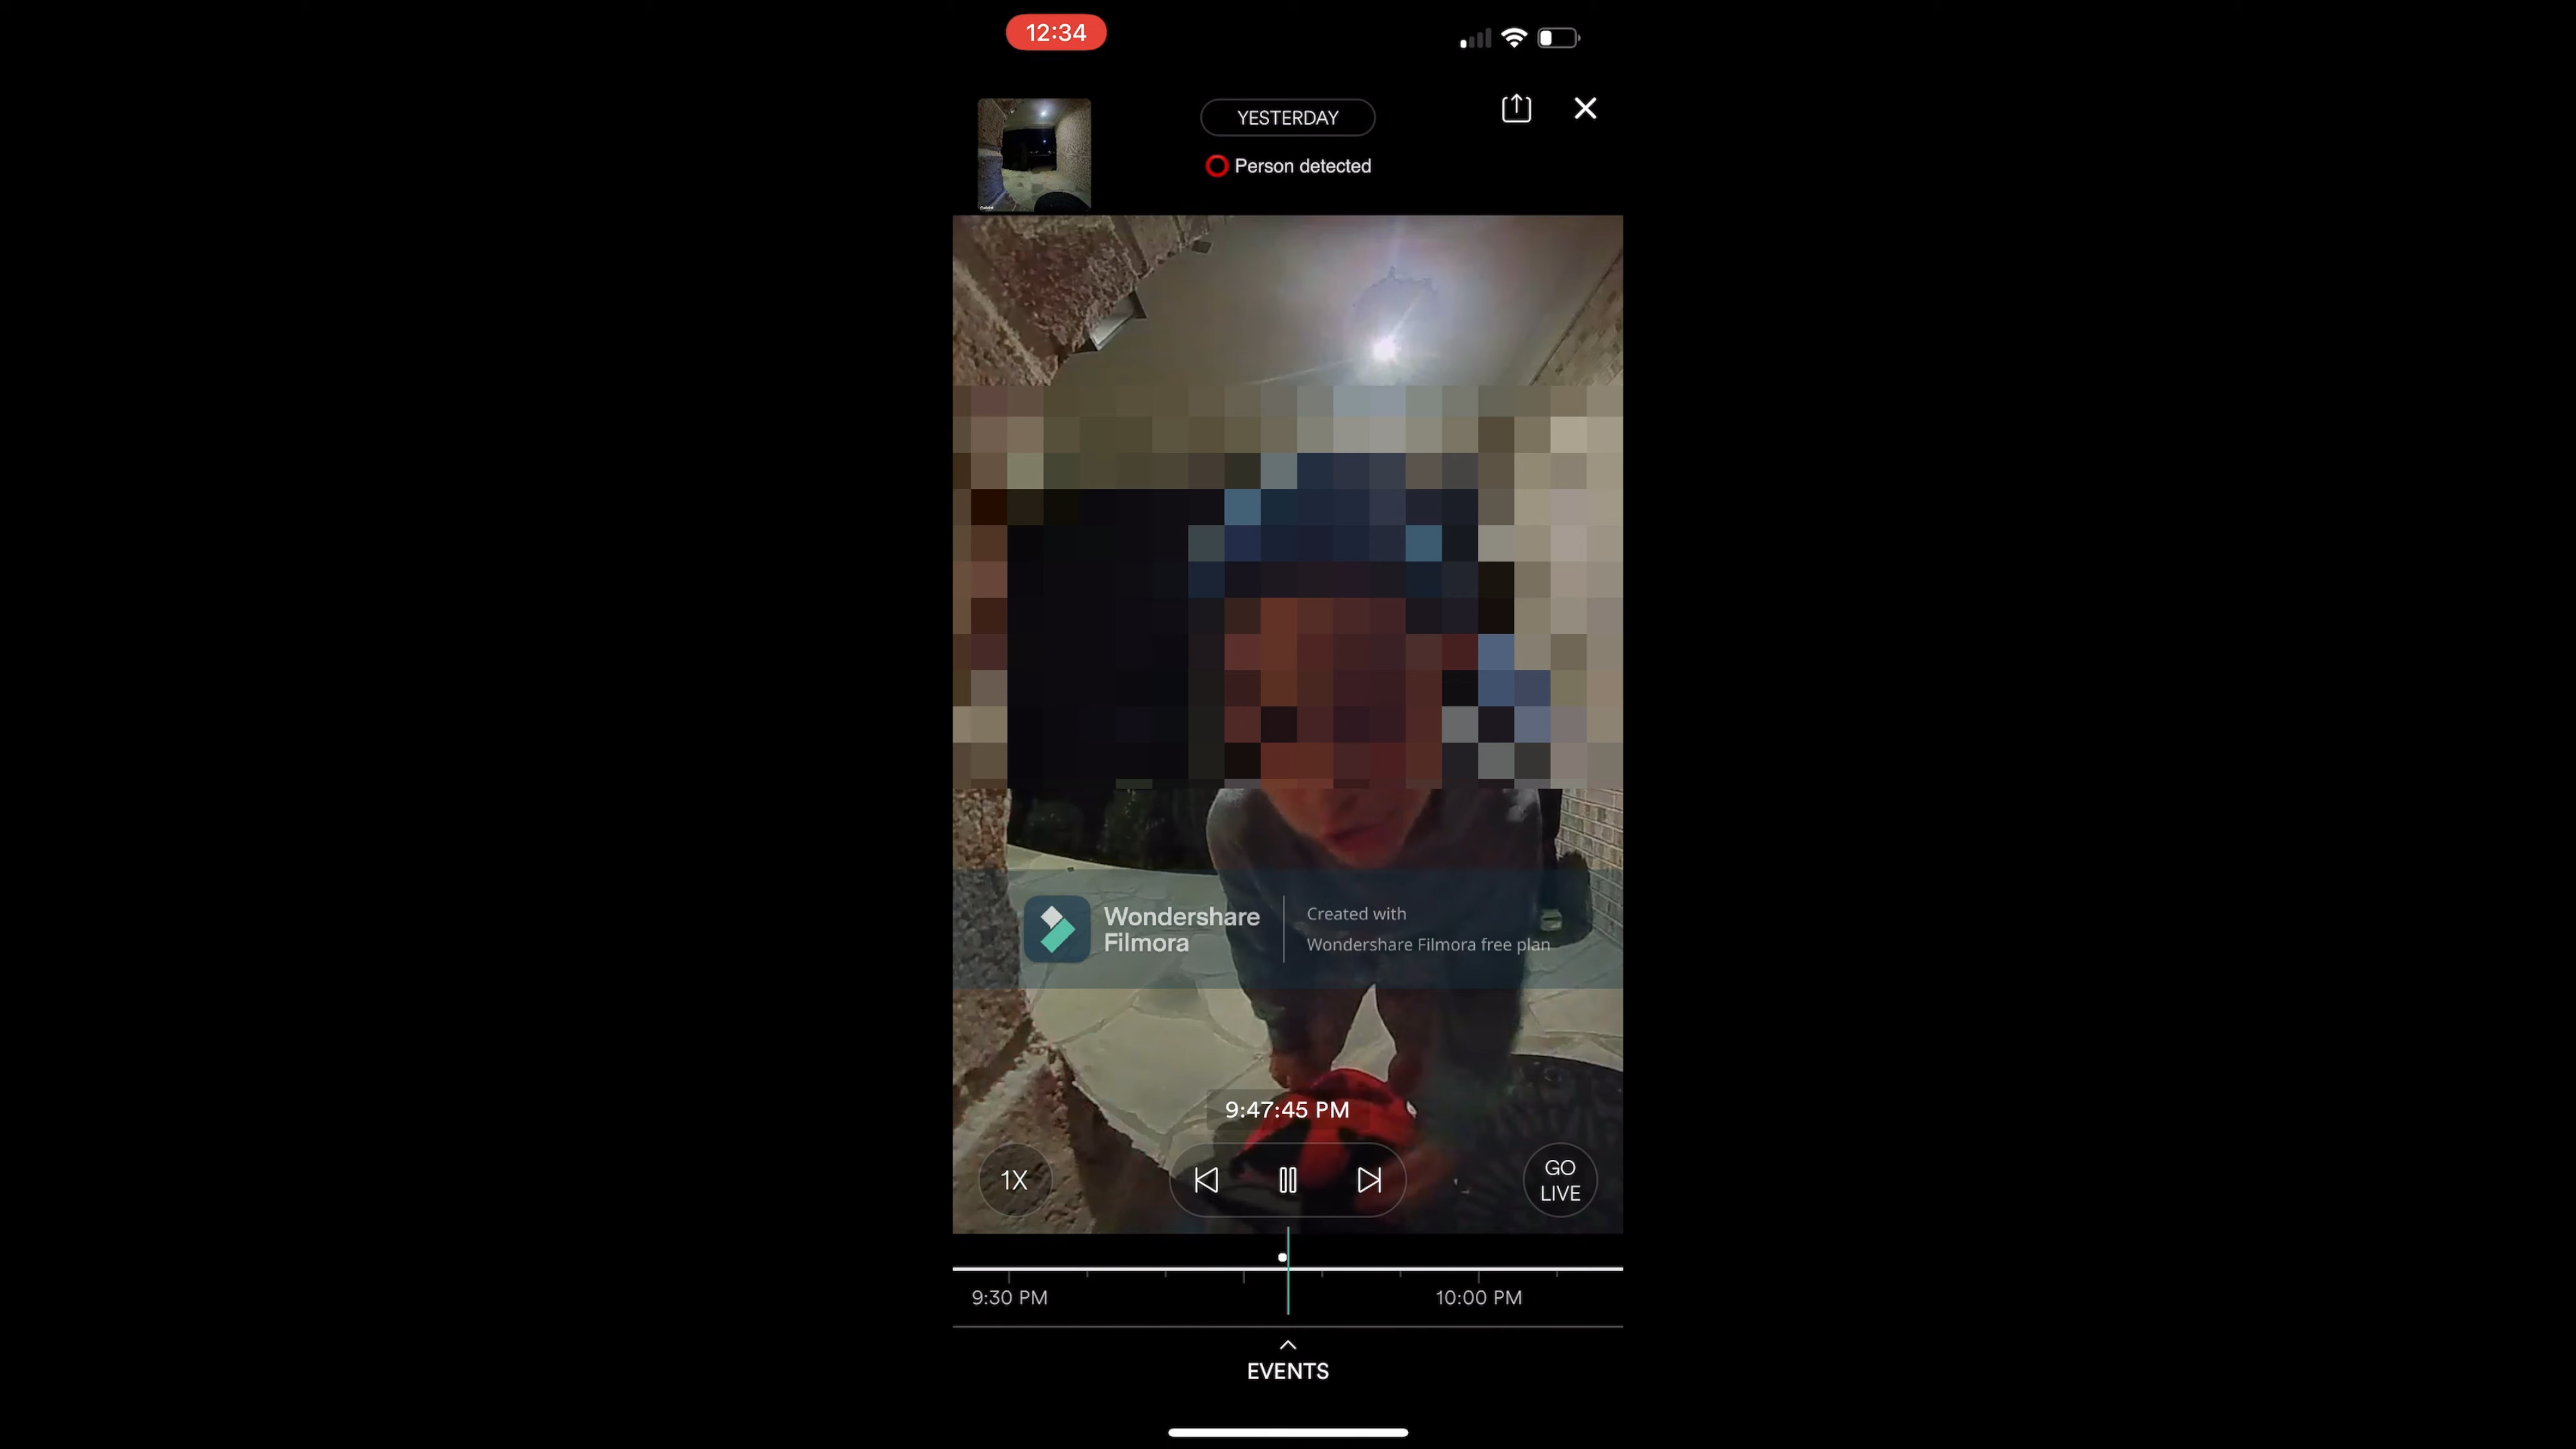 12:34
YESTERDAY
Person detected
Wondershare
Filmora
Created with
Wondershare Filmora free plan
9:47:45 PM
1X
GO
LIVE
9:30 PM
10:00 PM
EVENTS